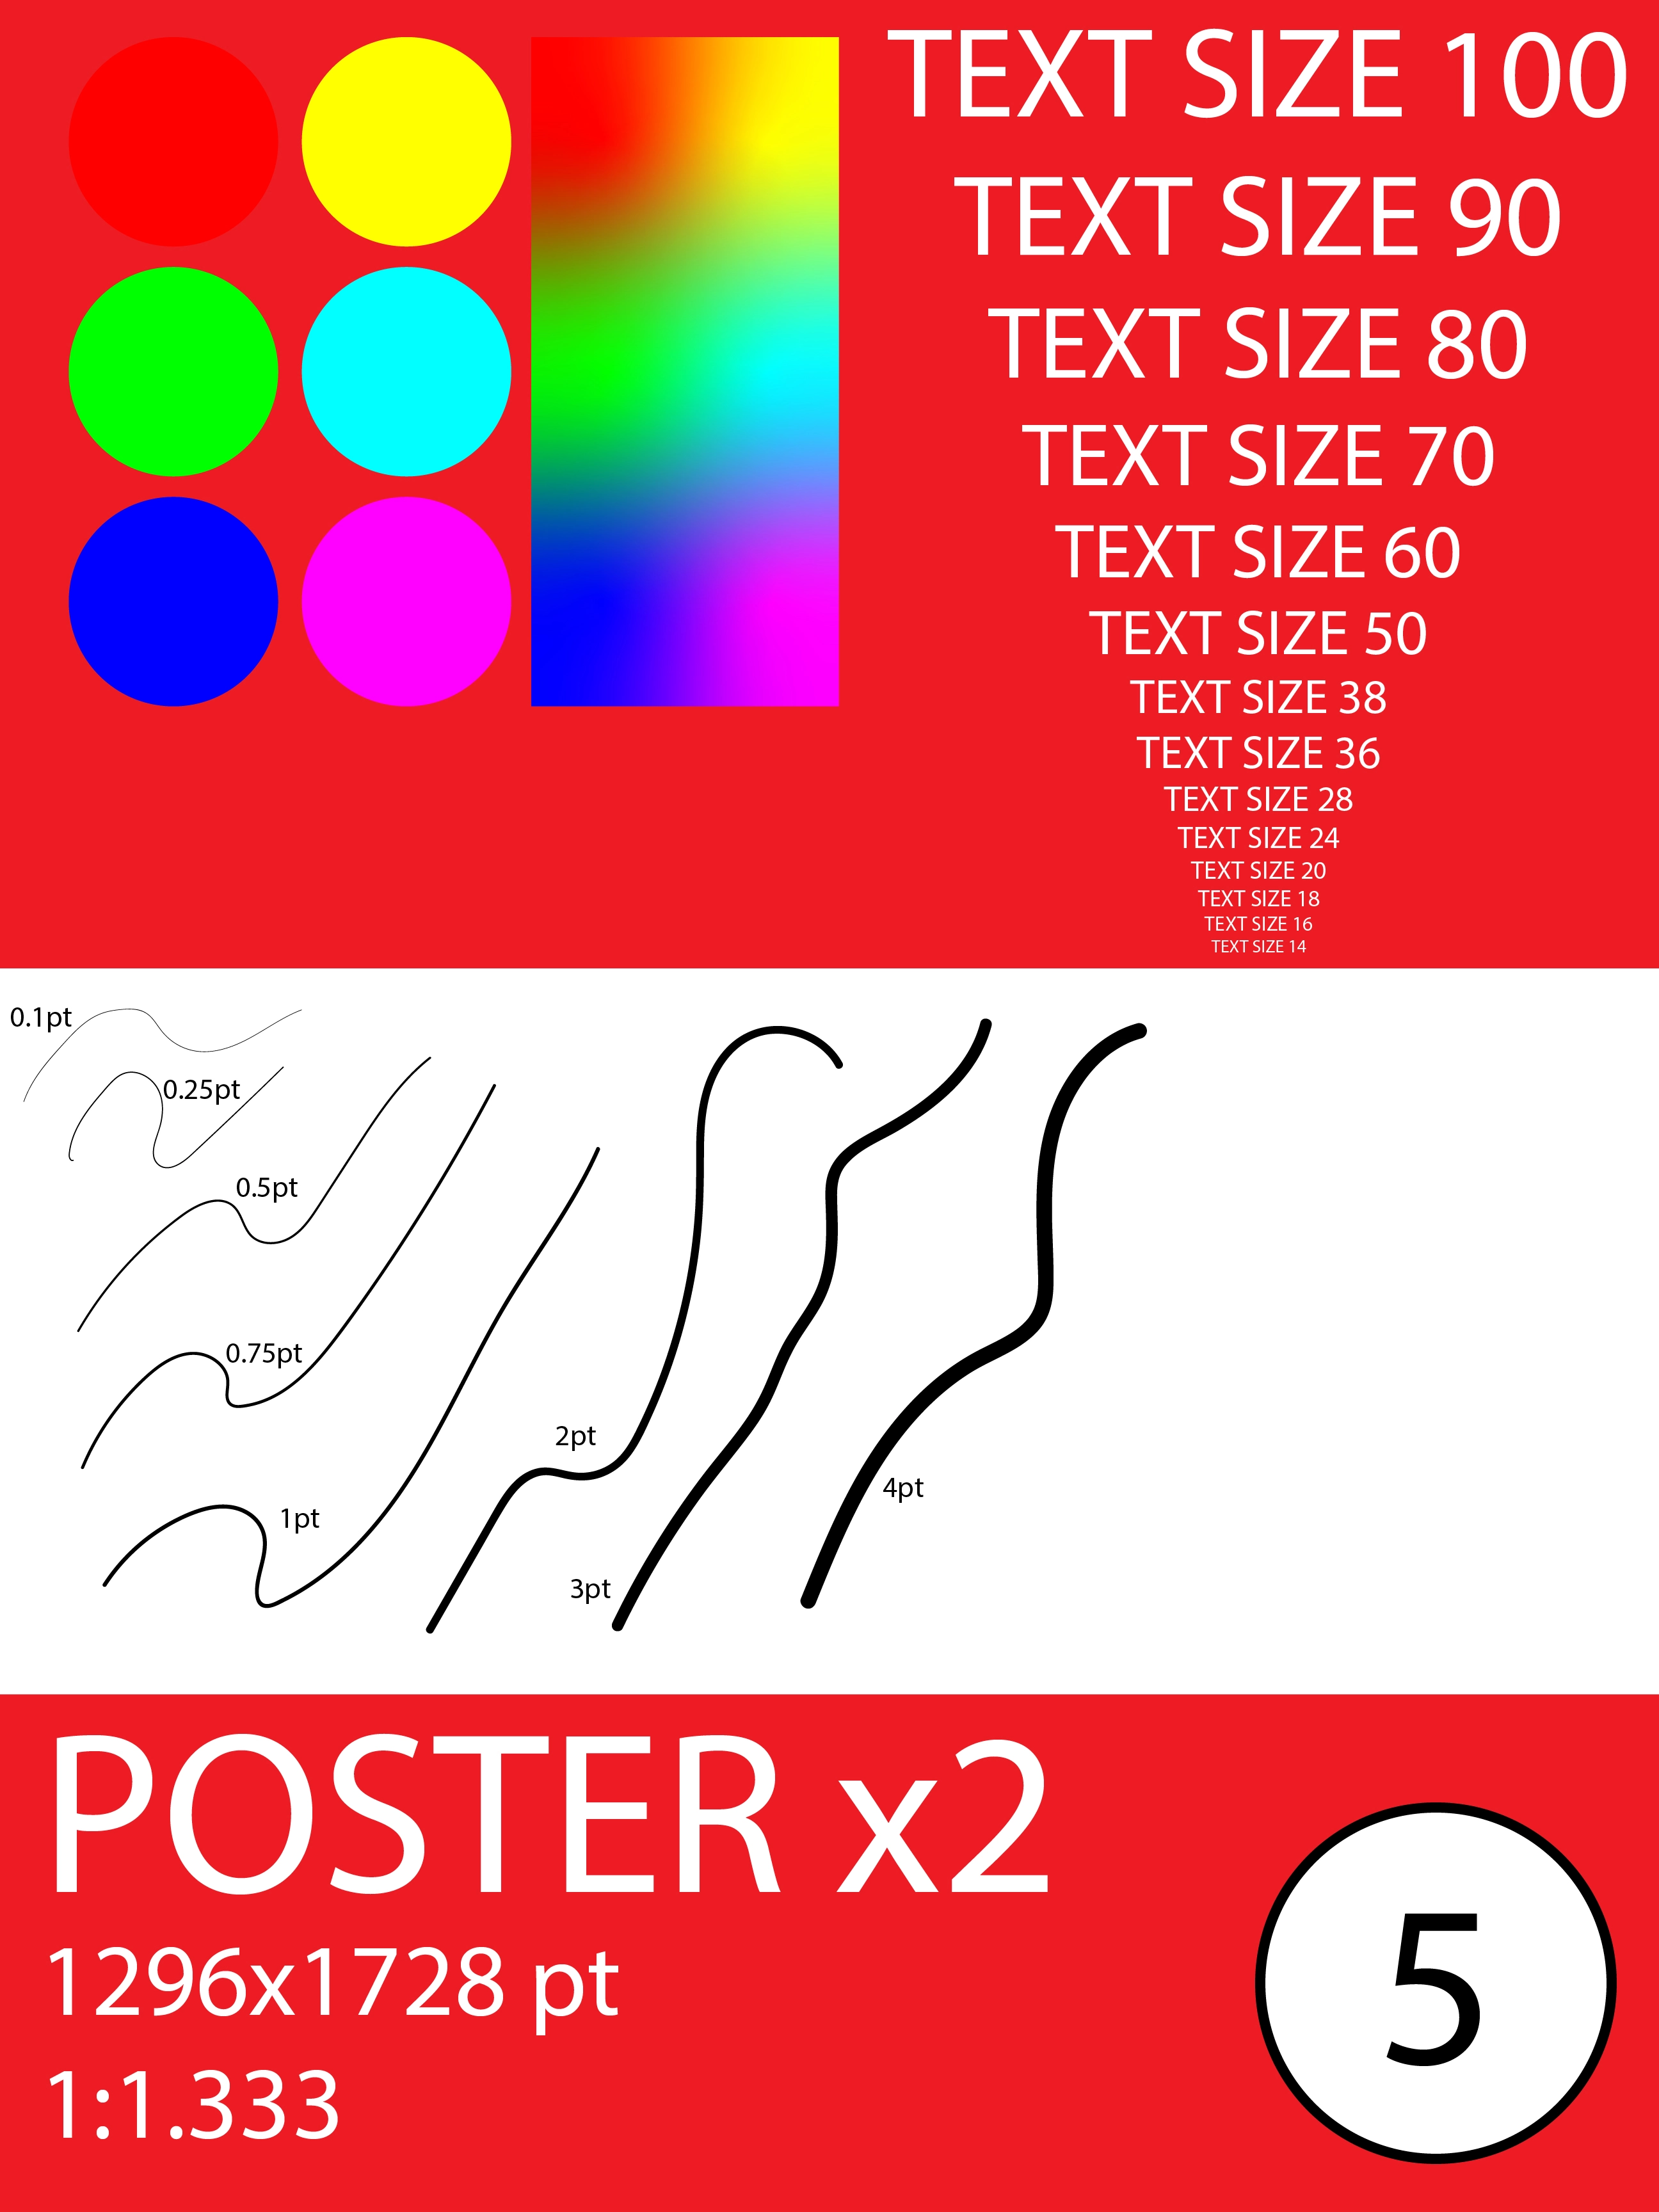 TEXT SIZE 100
TEXT SIZE 90
TEXT SIZE 80
TEXT SIZE 70
TEXT SIZE 60
TEXT SIZE 50
TEXT SIZE 38
TEXT SIZE 36
TEXT SIZE 28
TEXT SIZE 24
TEXT SIZE 20
TEXT SIZE 18
TEXT SIZE 16
TEXT SIZE 14
0.1pt
0.25pt
0.5pt
0.75pt
1pt
2pt
3pt
4pt
POSTER x2
1296x1728 pt
1:1.333
5